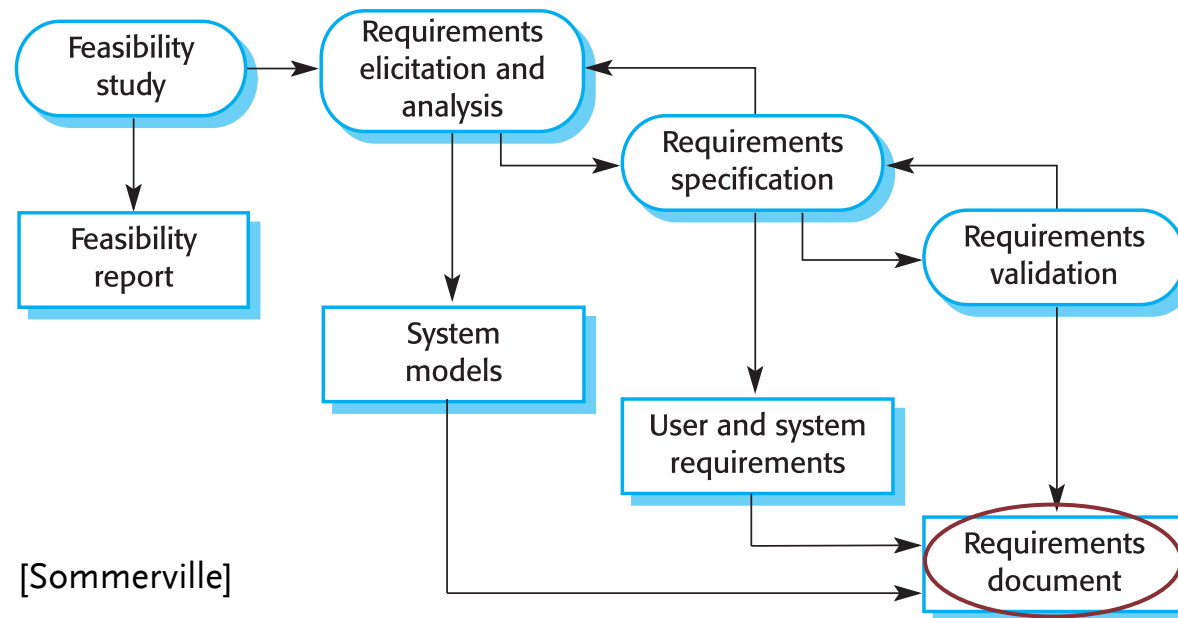 Feasibility
study
Requirements
elicitation and
analysis
Requirements
specification
Feasibility
report
Requirements
validation
System
models
User and system
requirements
Requirements
document
[Sommerville]